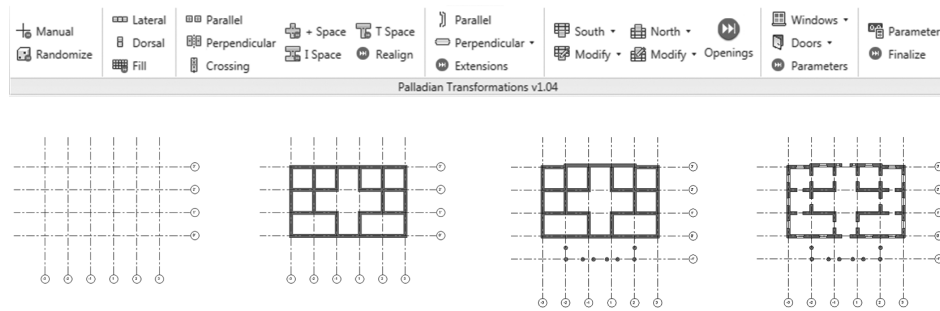 Manual
Randomize
Lateral
Dorsal
Fill
Parallel
Perpendicular
Crossing
+ Space
I Space
T Space
Realign
Parallel
Perpendicular
Extensions
South
Modify
North
Modify
Openings
Windows
Doors
Parameters
Parameter
Finalize
Palladian Transformations v1.04